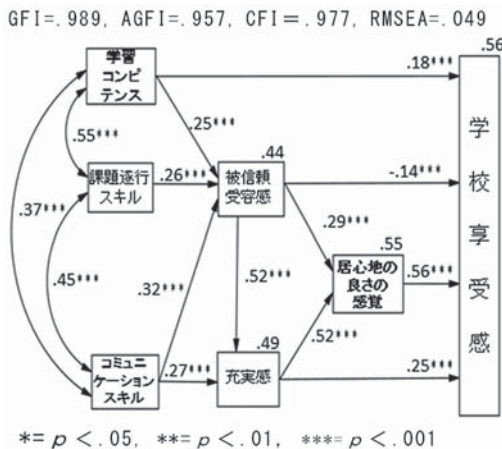 GFI=.989, AGFI=.957, CFI=.977, RMSEA=.049
.56
学習
コンピ
テンス
.18***
.55***
.25***
課題遂行
スキル
.26***
.44
被信頼
受容感
-.14***
.37***
.29***
.55
居心地の
良さの
感覚
.56***
.45***
.32***
.52***
.49
.52***
コミュニ
ケーション
スキル
.27***
充実感
.25***
学校享受感
*= p <.05, **= p <.01, ***= p <.001